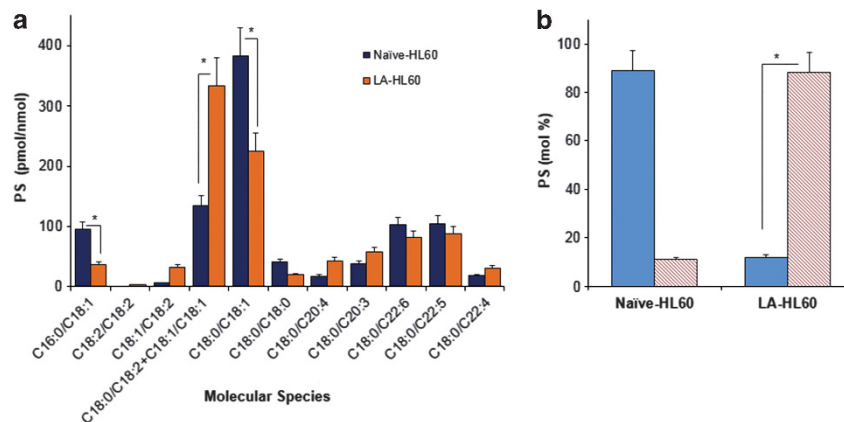 a
PS (pmol/nmol)
400
300
200
100
0
*
*
*
Naïve-HL60
LA-HL60
C16:0/C18:1
C18:2/C18:2
C18:1/C18:2
C18:0/C18:2+C18:1/C18:1
C18:0/C18:1
C18:0/C18:0
C18:0/C20:4
C18:0/C20:3
C18:0/C22:6
C18:0/C22:5
C18:0/C22:4
Molecular Species
b
PS (mol %)
100
80
60
40
20
0
*
Naïve-HL60
LA-HL60